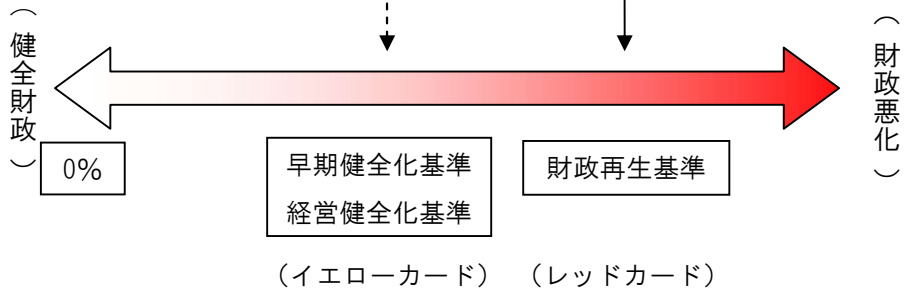 （健全財政）
（財政悪化）
0%
早期健全化基準
経営健全化基準
財政再生基準
（イエローカード）
（レッドカード）